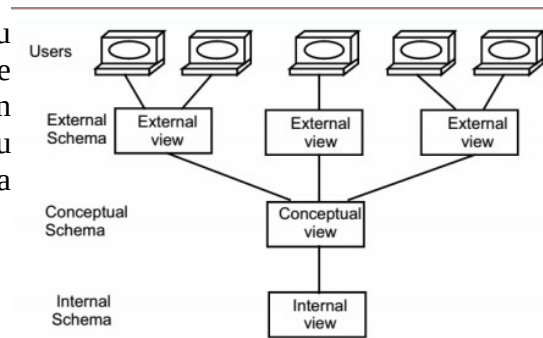 u
e
n
u
a
Users
External
Schema
External
view
External
view
External
view
Conceptual
Schema
Conceptual
view
Internal
Schema
Internal
view